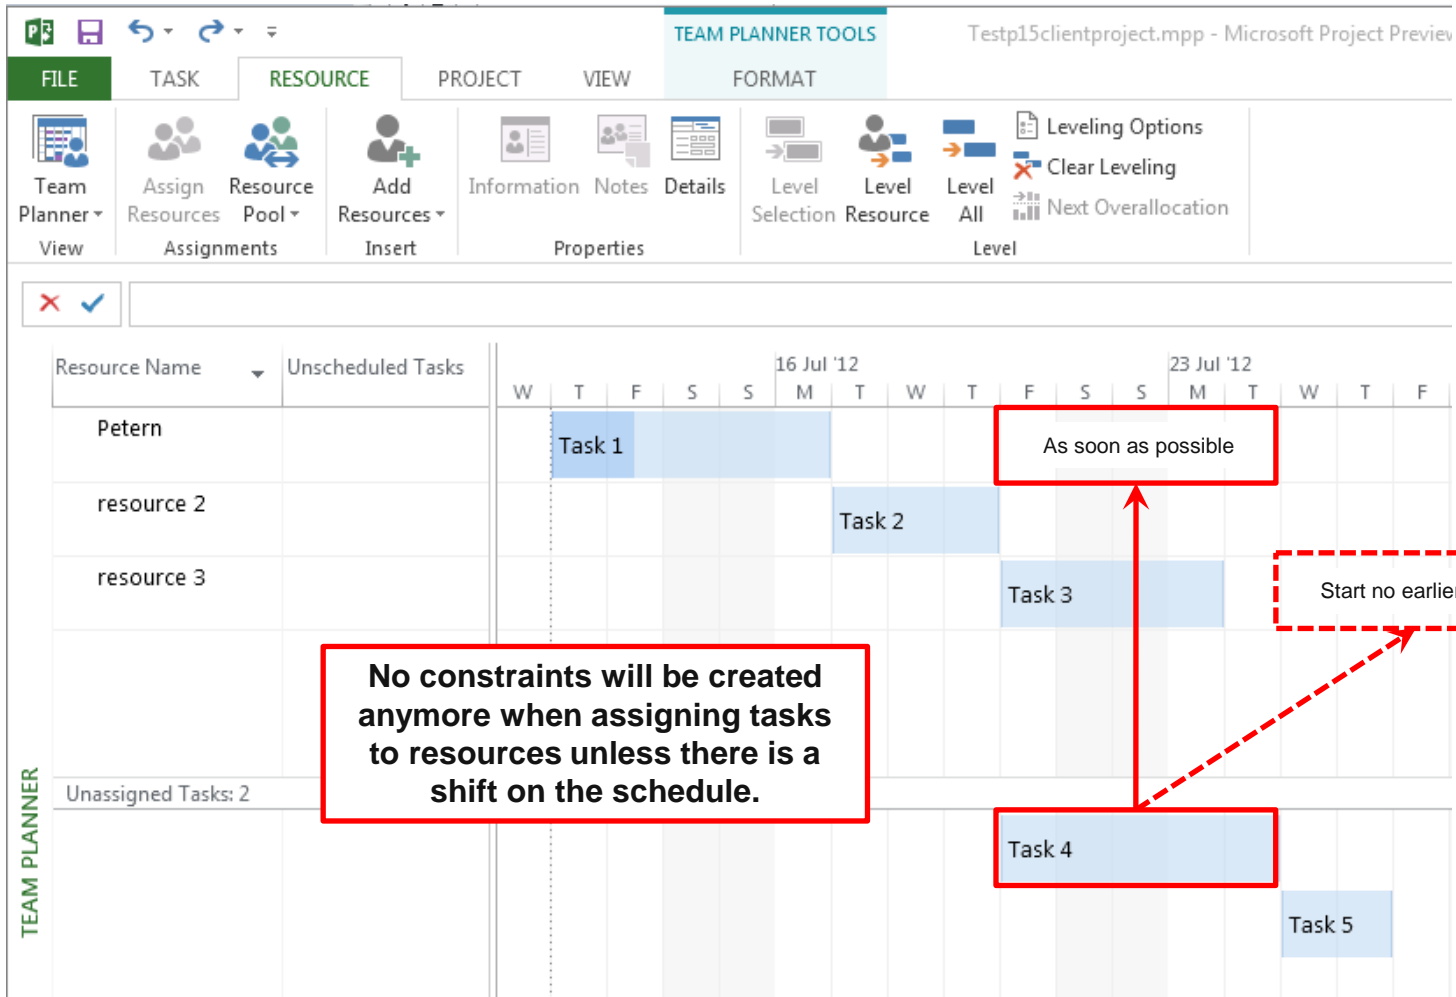 TEAM PLANNER TOOLS Testp15clientproject.mpp - Microsoft Project Preview
FILE TASK RESOURCE PROJECT VIEW FORMAT
Team Planner
Assign Resources
Resource Pool
Add Resources
Information
Notes
Details
Level Selection
Level Resource
Level All
Leveling Options
Clear Leveling
Next Overallocation
View Assignments Insert Properties Level
Resource Name Unscheduled Tasks
16 Jul '12 23 Jul '12
W T F S S M T W T F S S M T W T F
Petern
Task 1
As soon as possible
resource 2
Task 2
resource 3
Task 3
Start no earlier
No constraints will be created
anymore when assigning tasks
to resources unless there is a
shift on the schedule.
Unassigned Tasks: 2
Task 4
Task 5
TEAM PLANNER